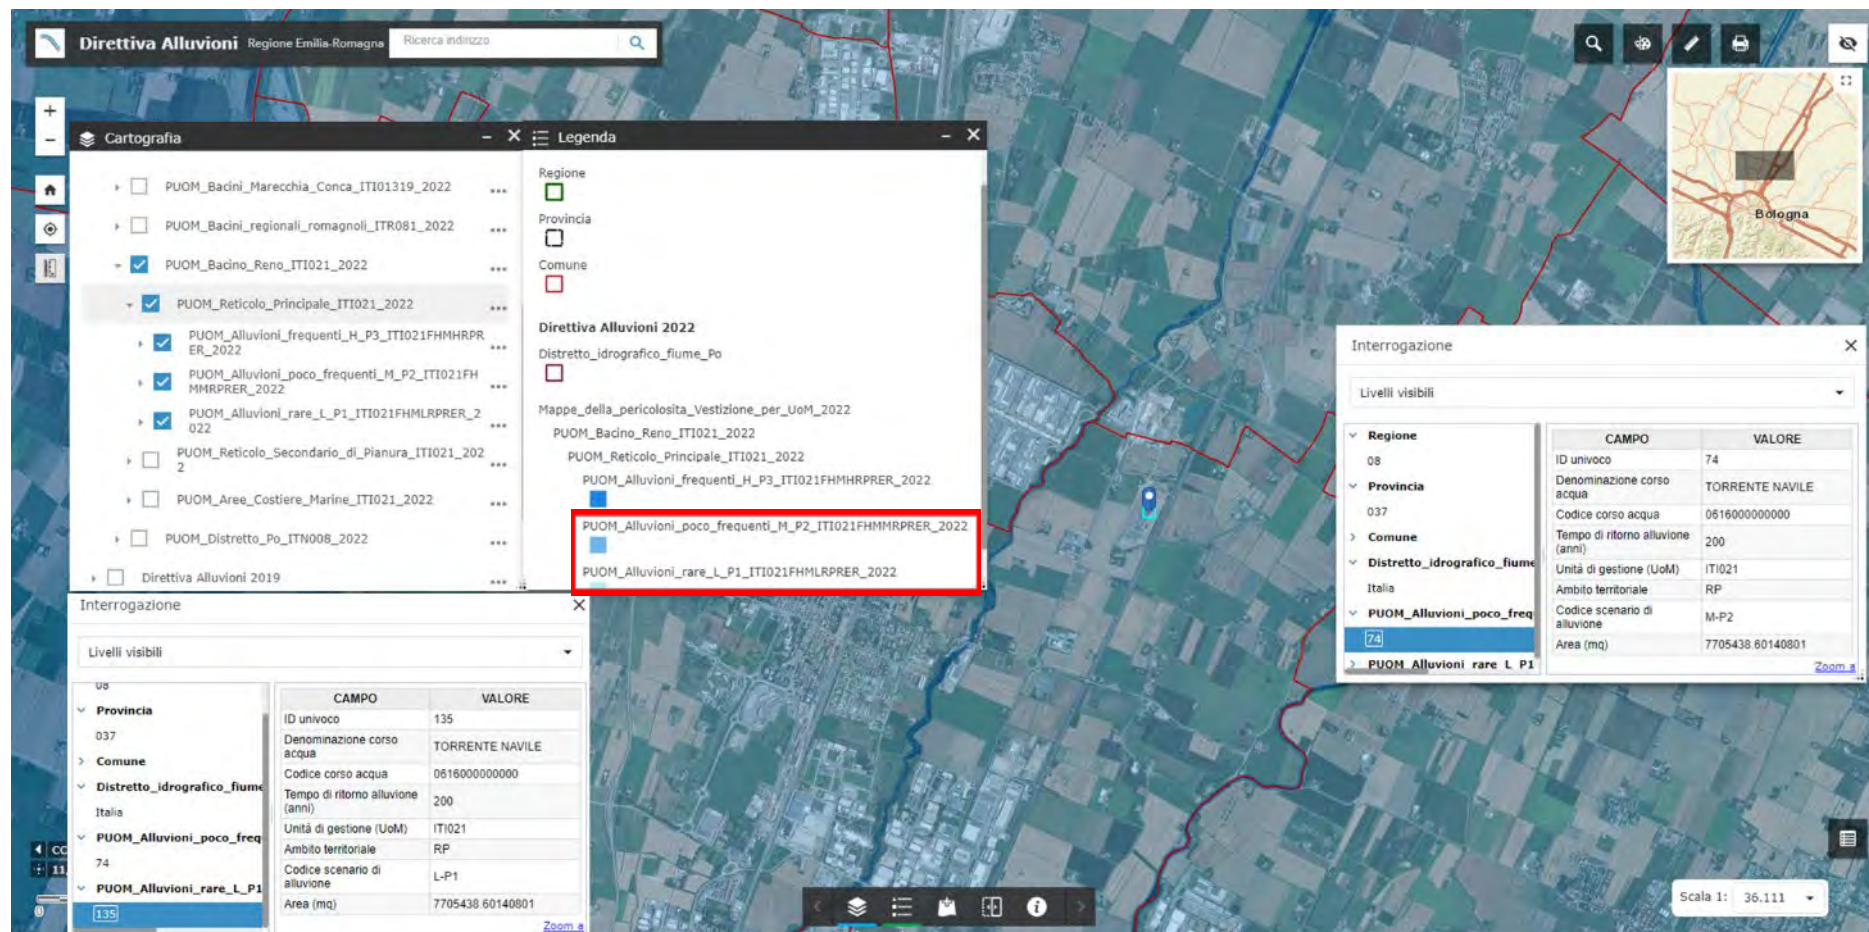 Direttiva Alluvioni Regione Emilia-Romagna
Ricerca indirizzo
+
−
Cartografia
PUOM_Bacini_Marecchia_Conca_ITI01319_2022
PUOM_Bacini_regionali_romagnoli_ITR081_2022
PUOM_Bacino_Reno_ITI021_2022
PUOM_Reticolo_Principale_ITI021_2022
PUOM_Alluvioni_frequenti_H_P3_ITI021FHMHRPR
ER_2022
PUOM_Alluvioni_poco_frequenti_M_P2_ITI021FH
MMRPRER_2022
PUOM_Alluvioni_rare_L_P1_ITI021FHMLRPRER_2
022
PUOM_Reticolo_Secondario_di_Pianura_ITI021_202
2
PUOM_Aree_Costiere_Marine_ITI021_2022
PUOM_Distretto_Po_ITN008_2022
Direttiva Alluvioni 2019
Legenda
Regione
Provincia
Comune
Direttiva Alluvioni 2022
Distretto_idrografico_fiume_Po
Mappe_della_pericolosita_Vestizione_per_UoM_2022
PUOM_Bacino_Reno_ITI021_2022
PUOM_Reticolo_Principale_ITI021_2022
PUOM_Alluvioni_frequenti_H_P3_ITI021FHMHRPRER_2022
PUOM_Alluvioni_poco_frequenti_M_P2_ITI021FHMMRPRER_2022
PUOM_Alluvioni_rare_L_P1_ITI021FHMLRPRER_2022
Bologna
Interrogazione
Livelli visibili
Regione
08
Provincia
037
Comune
Distretto_idrografico_fiume
Italia
PUOM_Alluvioni_poco_freq
74
PUOM_Alluvioni_rare_L_P1
CAMPO VALORE
ID univoco 74
Denominazione corso
acqua TORRENTE NAVILE
Codice corso acqua 0616000000000
Tempo di ritorno alluvione
(anni) 200
Unità di gestione (UoM) ITI021
Ambito territoriale RP
Codice scenario di
alluvione M-P2
Area (mq) 7705438.60140801
Zoom a
Interrogazione
Livelli visibili
08
Provincia
037
Comune
Distretto_idrografico_fiume
Italia
PUOM_Alluvioni_poco_freq
74
PUOM_Alluvioni_rare_L_P1
135
CAMPO VALORE
ID univoco 135
Denominazione corso
acqua TORRENTE NAVILE
Codice corso acqua 0616000000000
Tempo di ritorno alluvione
(anni) 200
Unità di gestione (UoM) ITI021
Ambito territoriale RP
Codice scenario di
alluvione L-P1
Area (mq) 7705438.60140801
Zoom a
CO
11,
0
Scala 1: 36.111